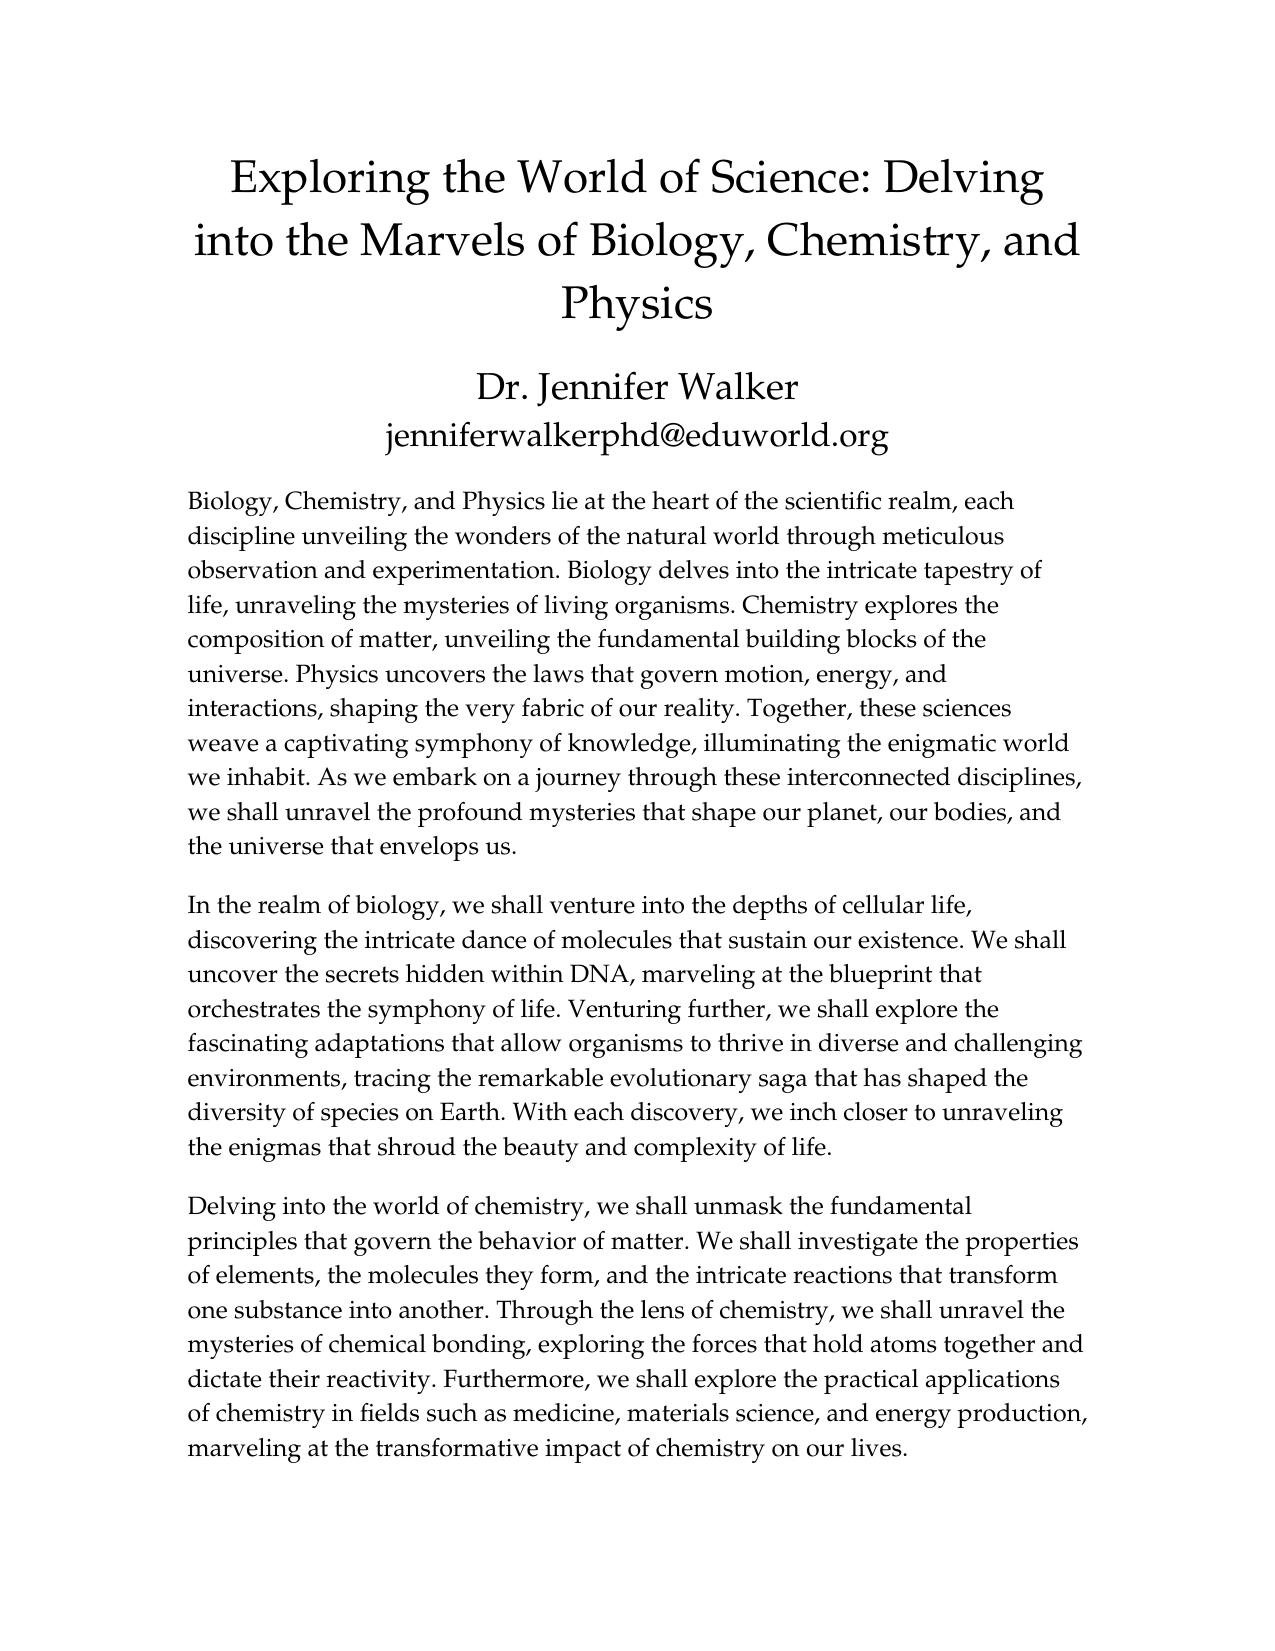 Exploring the World of Science: Delving
into the Marvels of Biology, Chemistry, and
Physics
Dr. Jennifer Walker
jenniferwalkerphd@eduworld.org
Biology, Chemistry, and Physics lie at the heart of the scientific realm, each
discipline unveiling the wonders of the natural world through meticulous
observation and experimentation. Biology delves into the intricate tapestry of
life, unraveling the mysteries of living organisms. Chemistry explores the
composition of matter, unveiling the fundamental building blocks of the
universe. Physics uncovers the laws that govern motion, energy, and
interactions, shaping the very fabric of our reality. Together, these sciences
weave a captivating symphony of knowledge, illuminating the enigmatic world
we inhabit. As we embark on a journey through these interconnected disciplines,
we shall unravel the profound mysteries that shape our planet, our bodies, and
the universe that envelops us.
In the realm of biology, we shall venture into the depths of cellular life,
discovering the intricate dance of molecules that sustain our existence. We shall
uncover the secrets hidden within DNA, marveling at the blueprint that
orchestrates the symphony of life. Venturing further, we shall explore the
fascinating adaptations that allow organisms to thrive in diverse and challenging
environments, tracing the remarkable evolutionary saga that has shaped the
diversity of species on Earth. With each discovery, we inch closer to unraveling
the enigmas that shroud the beauty and complexity of life.
Delving into the world of chemistry, we shall unmask the fundamental
principles that govern the behavior of matter. We shall investigate the properties
of elements, the molecules they form, and the intricate reactions that transform
one substance into another. Through the lens of chemistry, we shall unravel the
mysteries of chemical bonding, exploring the forces that hold atoms together and
dictate their reactivity. Furthermore, we shall explore the practical applications
of chemistry in fields such as medicine, materials science, and energy production,
marveling at the transformative impact of chemistry on our lives.